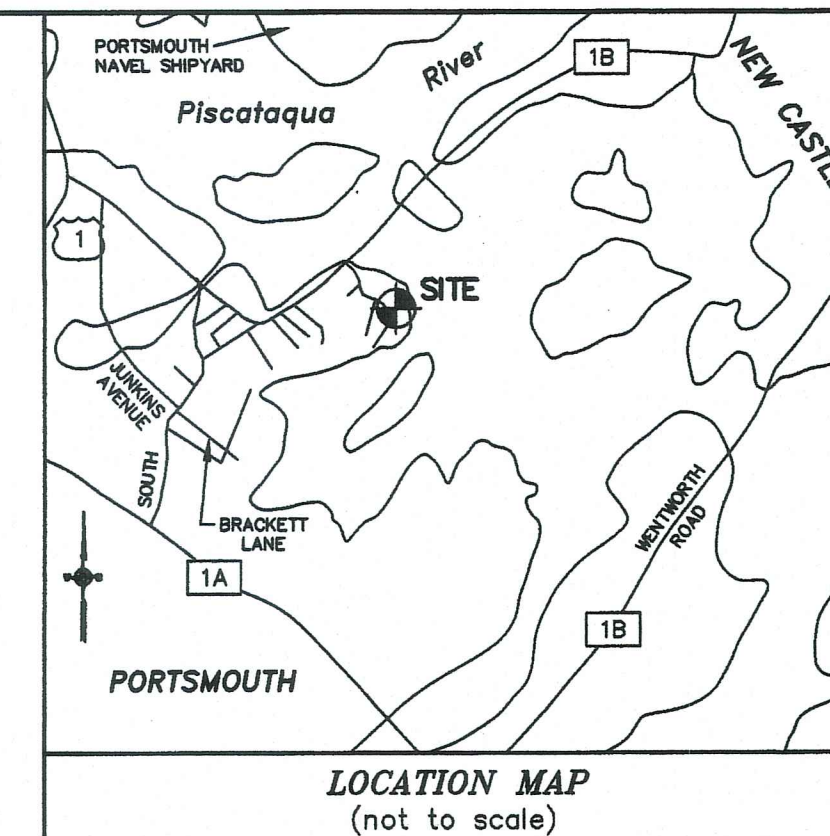 PORTSMOUTH
NAVEL SHIPYARD
River
1B
NEW CASTLE
Piscataqua
1
SITE
JUNKINS
AVENUE
SOUTH
BRACKETT
LANE
WENTWORTH
ROAD
1A
1B
PORTSMOUTH
LOCATION MAP
(not to scale)